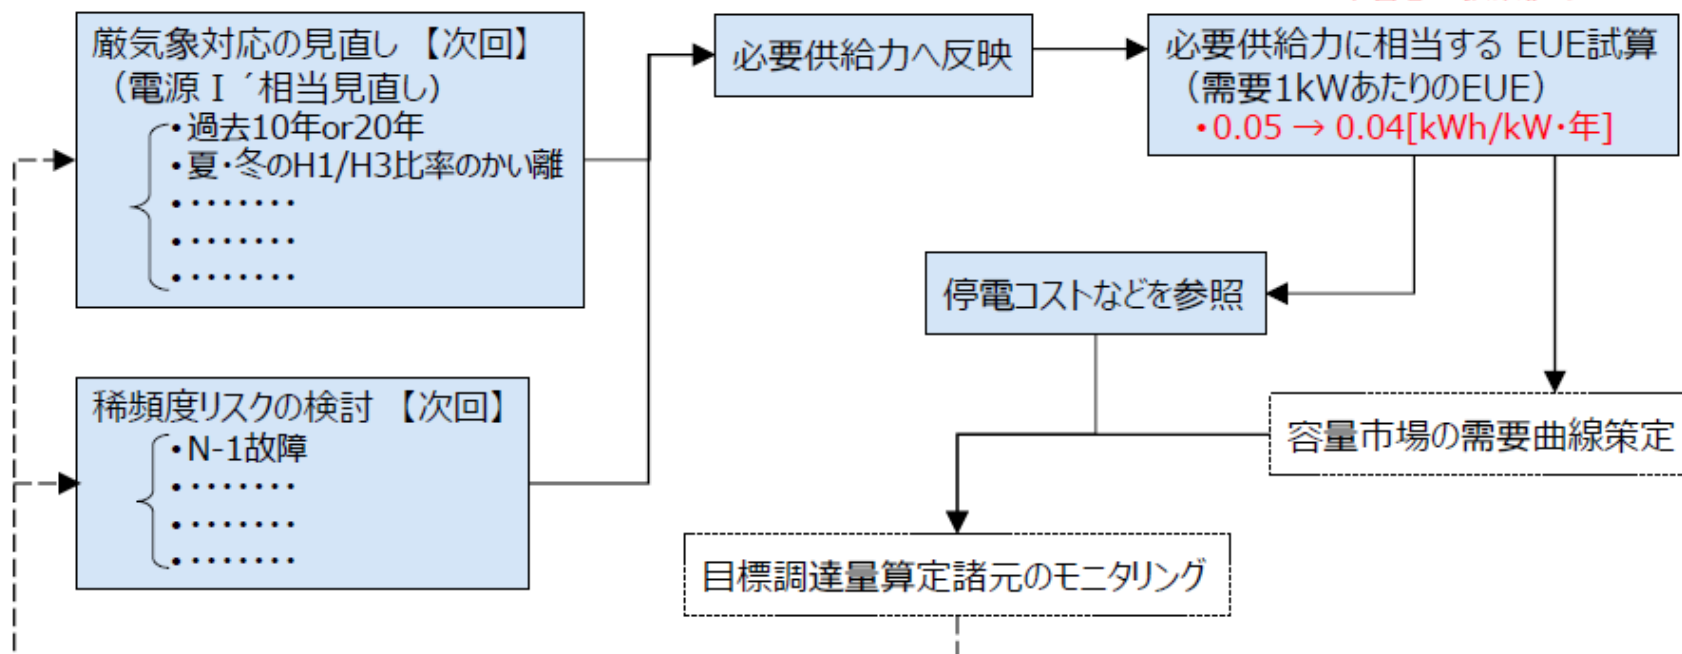 厳気象対応の見直し 【次回】
（電源Ⅰ´相当見直し）
・過去10年or20年
・夏・冬のH1/H3比率のかい離
・・・・・・・・
・・・・・・・・
・・・・・・・・
稀頻度リスクの検討 【次回】
・N-1故障
・・・・・・・・
・・・・・・・・
・・・・・・・・
必要供給力へ反映
必要供給力に相当する EUE試算
（需要1kWあたりのEUE）
・0.05 → 0.04[kWh/kW・年]
停電コストなどを参照
容量市場の需要曲線策定
目標調達量算定諸元のモニタリング